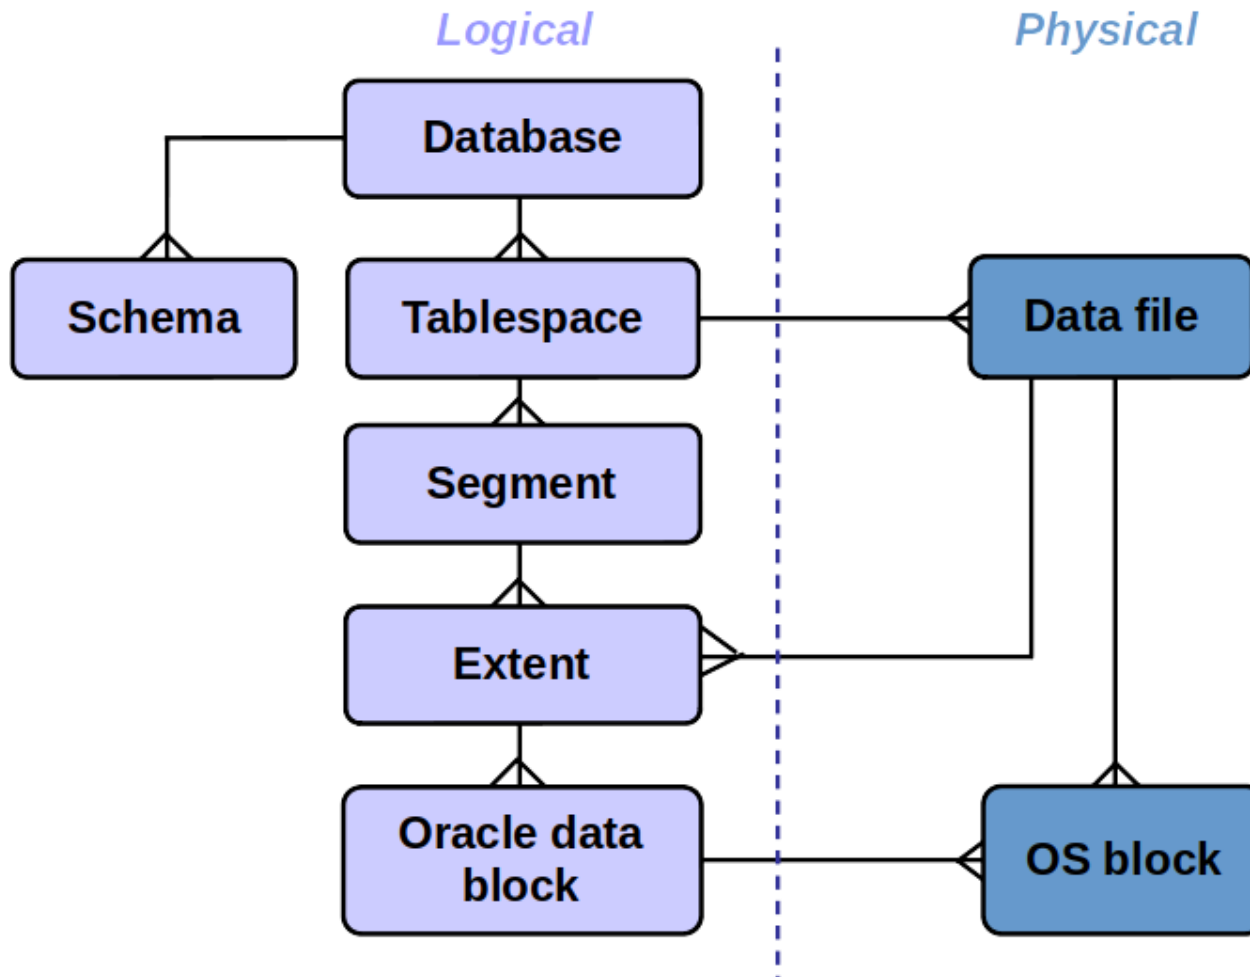 Logical
Physical
Database
Schema
Tablespace
Data file
Segment
Extent
Oracle data
block
OS block